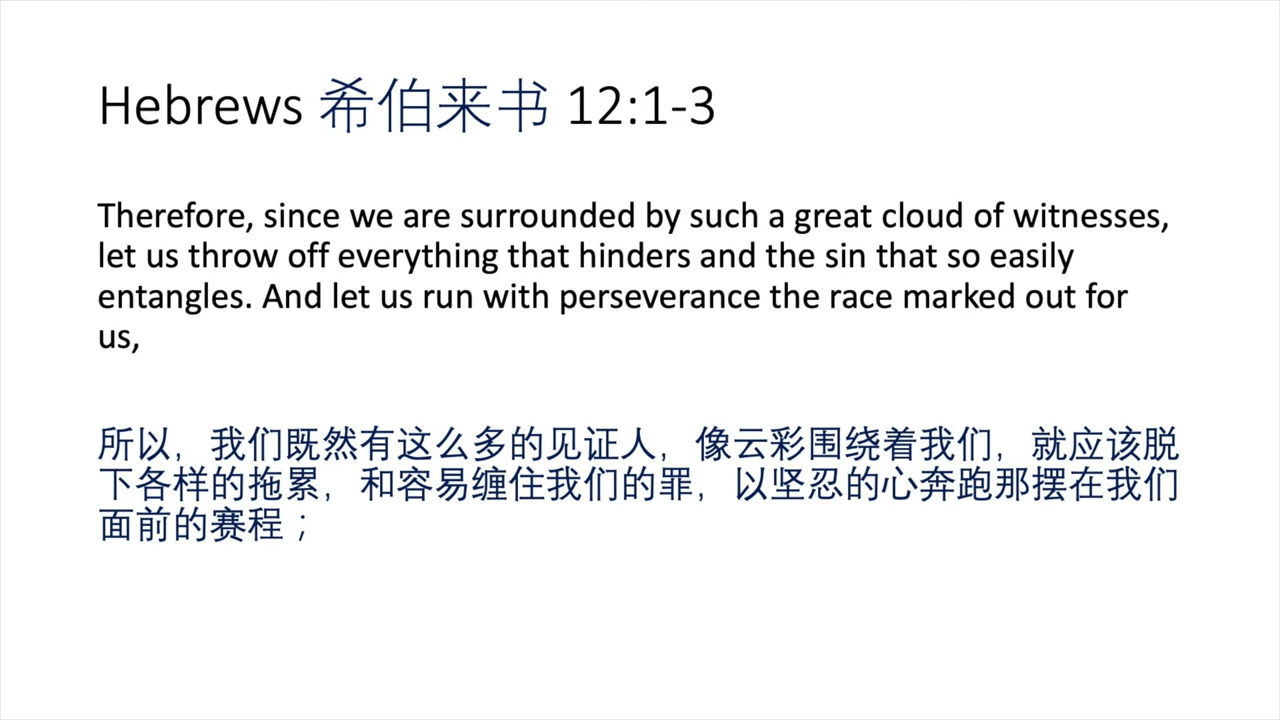 Hebrews 希伯来书 12:1-3
Therefore, since we are surrounded by such a great cloud of witnesses,
let us throw off everything that hinders and the sin that so easily
entangles. And let us run with perseverance the race marked out for
us,
所以，我们既然有这么多的见证人，像云彩围绕着我们，就应该脱
下各样的拖累，和容易缠住我们的罪，以坚忍的心奔跑那摆在我们
面前的赛程；